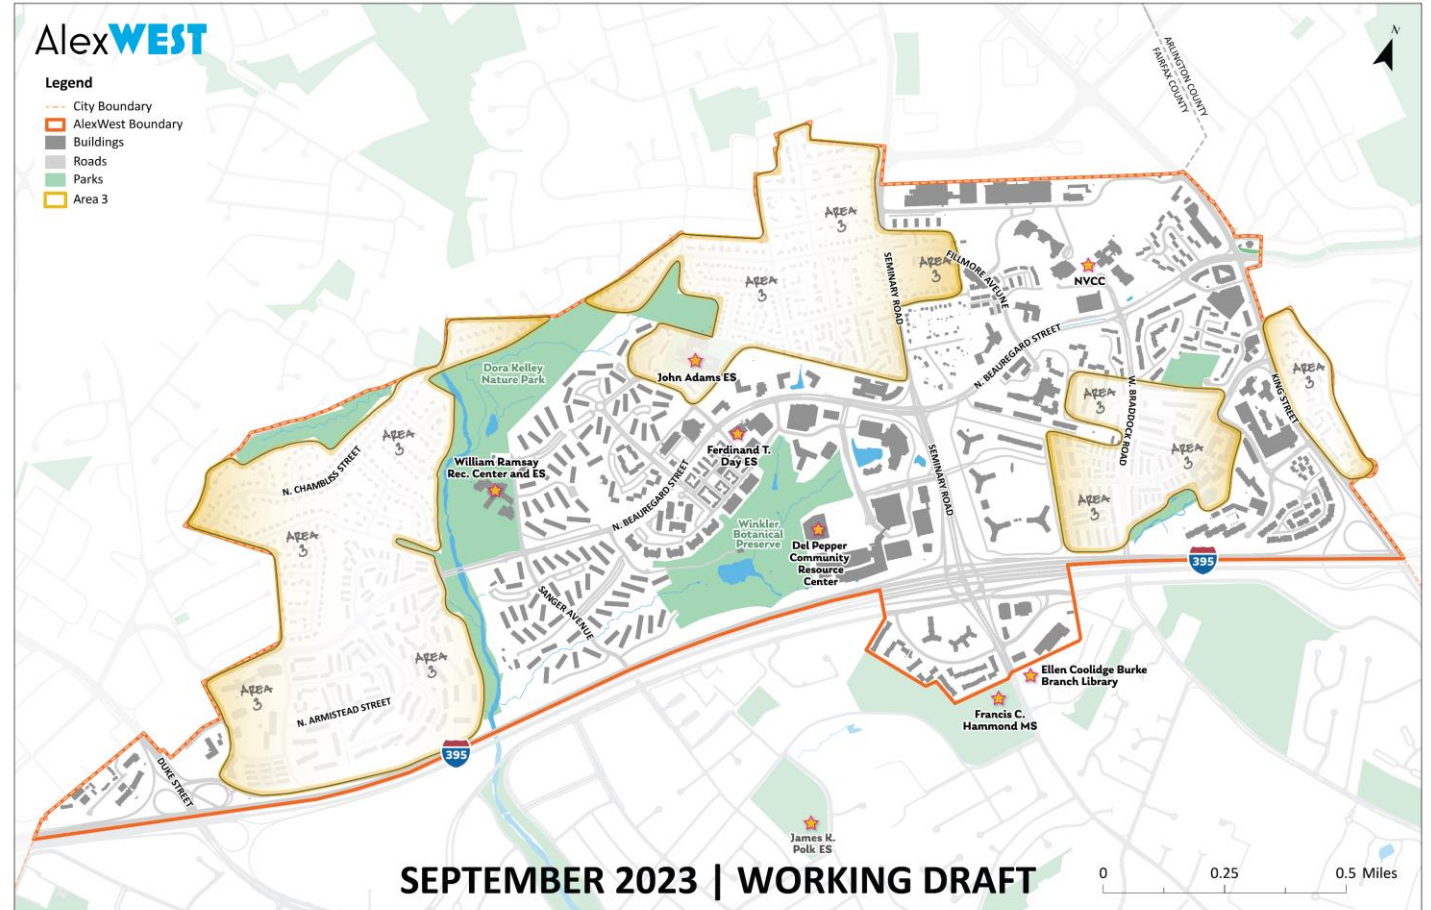 AlexWEST
Legend
City Boundary
AlexWest Boundary
Buildings
Roads
Parks
Area 3
N
ARLINGTON COUNTY
FAIRFAX COUNTY
AREA
3
AREA
3
AREA
3
SEMINARY ROAD
FILLMORE AVEUNE
NVCC
N. BEAUREGARD STREET
John Adams ES
Dora Kelley
Nature Park
AREA
3
AREA
3
W. BRADDOCK ROAD
KING STREET
AREA
3
AREA
3
AREA
3
N. CHAMBLISS STREET
William Ramsay
Rec. Center and ES
Ferdinand T.
Day ES
N. BEAUREGARD STREET
SEMINARY ROAD
Winkler
Botanical
Preserve
Del Pepper
Community
Resource
Center
AREA
3
395
SANGER AVENUE
AREA
3
AREA
3
N. ARMISTEAD STREET
395
DUKE STREET
Ellen Coolidge Burke
Branch Library
Francis C.
Hammond MS
James K.
Polk ES
SEPTEMBER 2023 | WORKING DRAFT
0 0.25 0.5 Miles